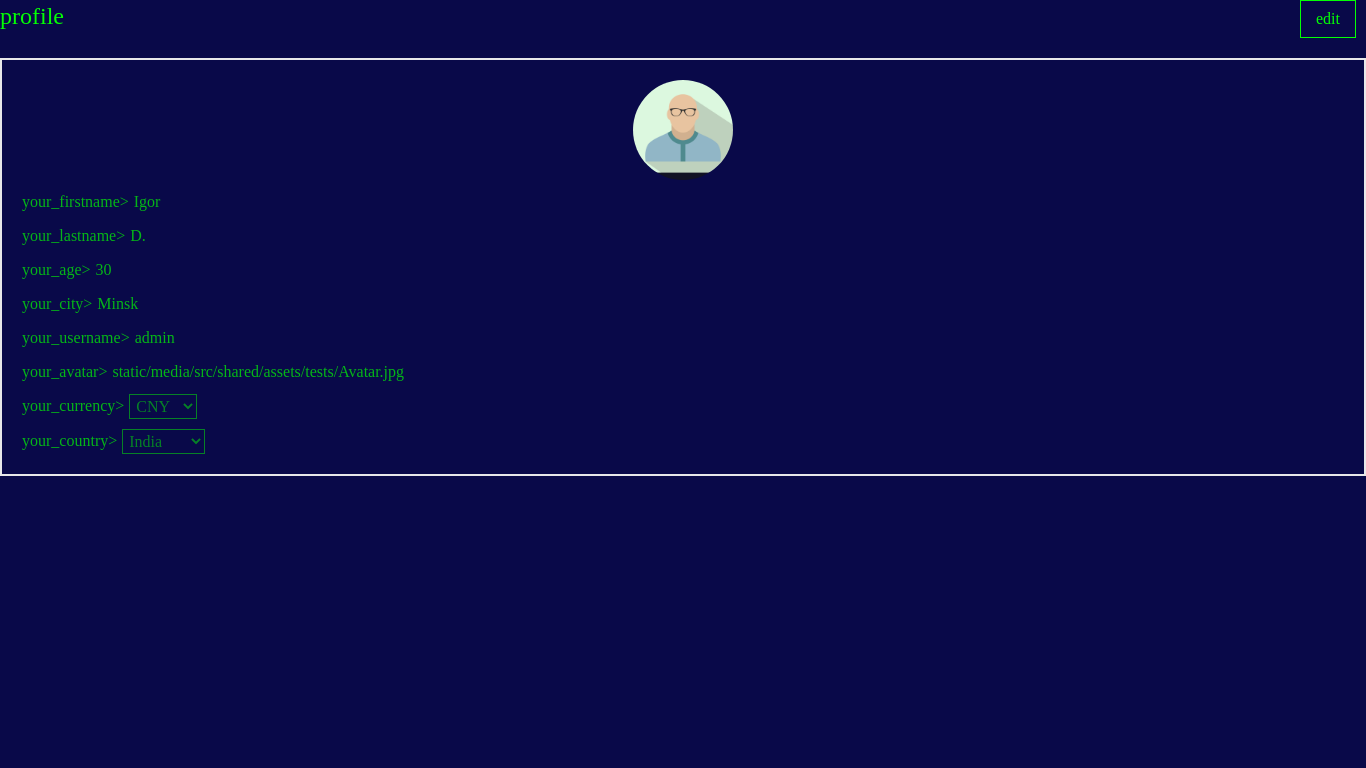 profile
edit
your_firstname> Igor
your_lastname> D.
your_age> 30
your_city> Minsk
your_username> admin
your_avatar> static/media/src/shared/assets/tests/Avatar.jpg
your_currency> CNY
your_country> India